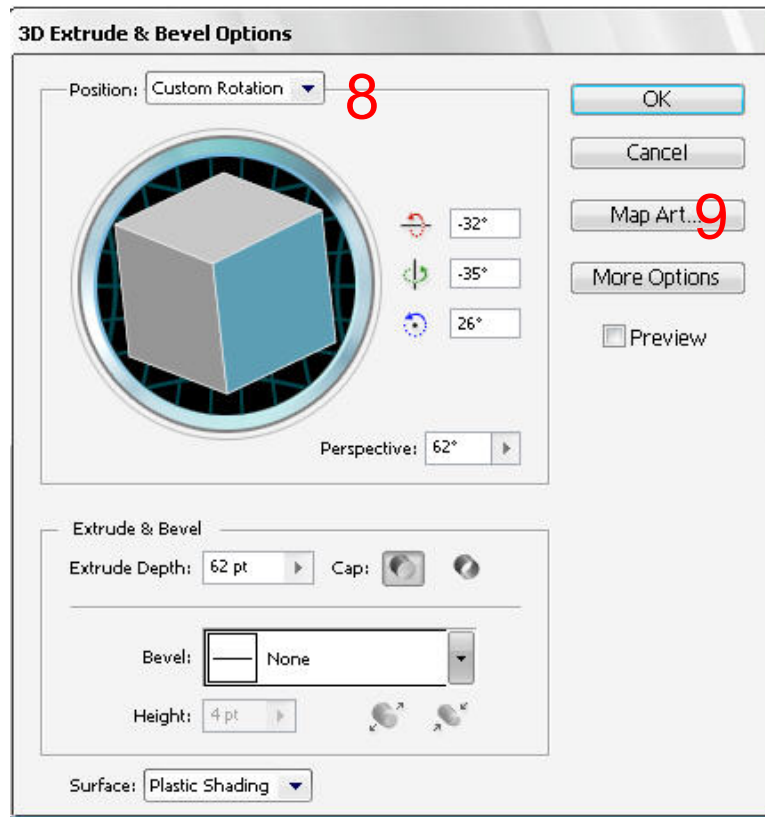 3D Extrude & Bevel Options
Position: Custom Rotation 8
OK
Cancel
Map Art... 9
More Options
Preview
-32°
-35°
26°
Perspective: 62°
Extrude & Bevel
Extrude Depth: 62 pt Cap:
Bevel: None
Height: 4 pt
Surface: Plastic Shading